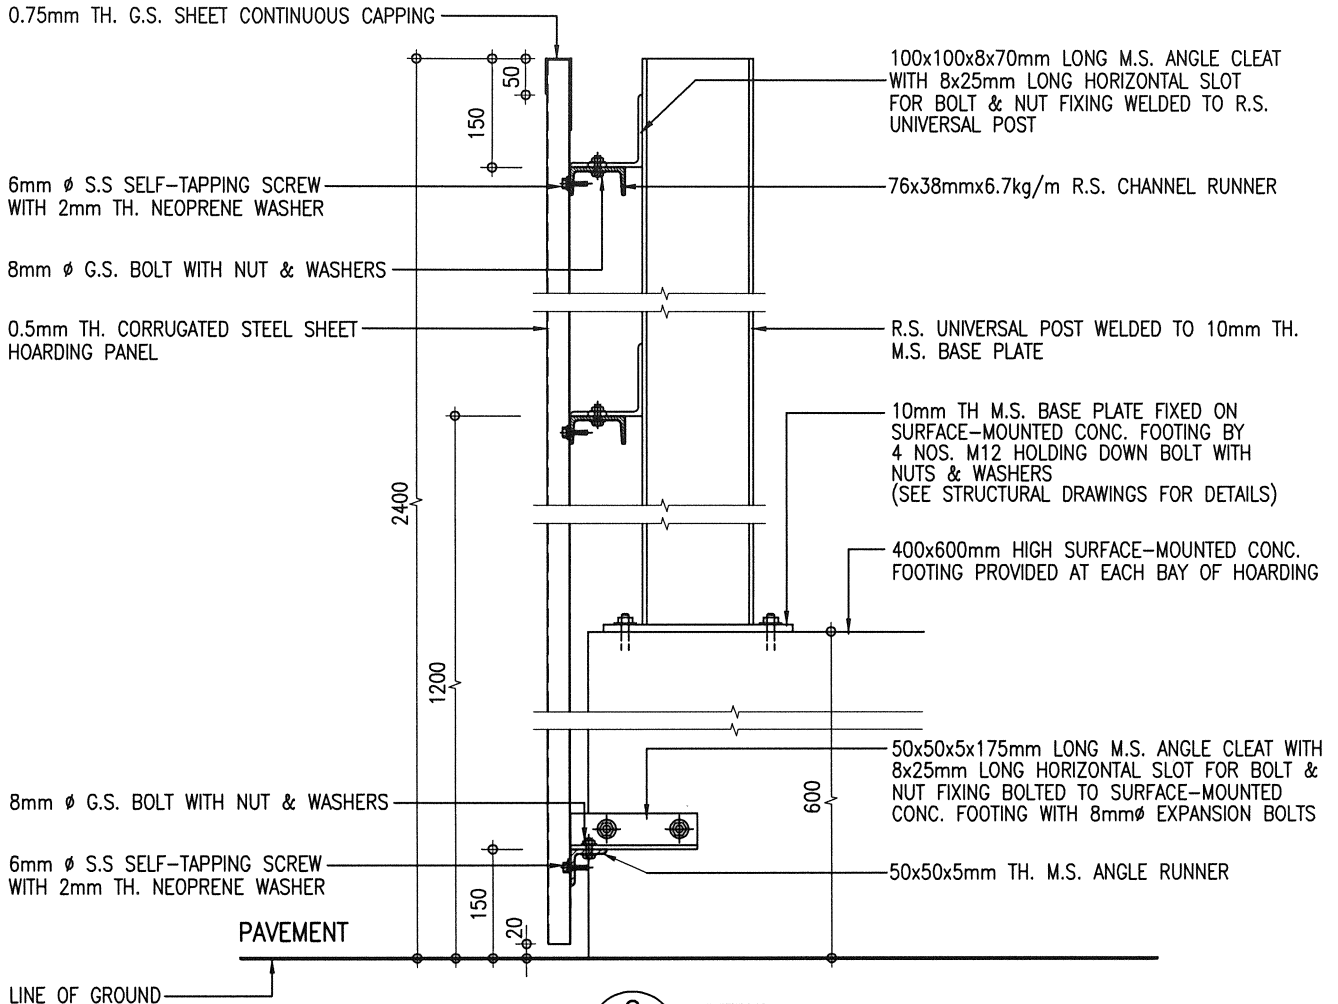 0.75mm TH. G.S. SHEET CONTINUOUS CAPPING
50
150
6mm ø S.S SELF-TAPPING SCREW
WITH 2mm TH. NEOPRENE WASHER
8mm ø G.S. BOLT WITH NUT & WASHERS
0.5mm TH. CORRUGATED STEEL SHEET
HOARDING PANEL
2400
1200
8mm ø G.S. BOLT WITH NUT & WASHERS
6mm ø S.S SELF-TAPPING SCREW
WITH 2mm TH. NEOPRENE WASHER
150
20
PAVEMENT
LINE OF GROUND
100x100x8x70mm LONG M.S. ANGLE CLEAT
WITH 8x25mm LONG HORIZONTAL SLOT
FOR BOLT & NUT FIXING WELDED TO R.S.
UNIVERSAL POST
76x38mmx6.7kg/m R.S. CHANNEL RUNNER
R.S. UNIVERSAL POST WELDED TO 10mm TH.
M.S. BASE PLATE
10mm TH M.S. BASE PLATE FIXED ON
SURFACE-MOUNTED CONC. FOOTING BY
4 NOS. M12 HOLDING DOWN BOLT WITH
NUTS & WASHERS
(SEE STRUCTURAL DRAWINGS FOR DETAILS)
400x600mm HIGH SURFACE-MOUNTED CONC.
FOOTING PROVIDED AT EACH BAY OF HOARDING
600
50x50x5x175mm LONG M.S. ANGLE CLEAT WITH
8x25mm LONG HORIZONTAL SLOT FOR BOLT &
NUT FIXING BOLTED TO SURFACE-MOUNTED
CONC. FOOTING WITH 8mmø EXPANSION BOLTS
50x50x5mm TH. M.S. ANGLE RUNNER